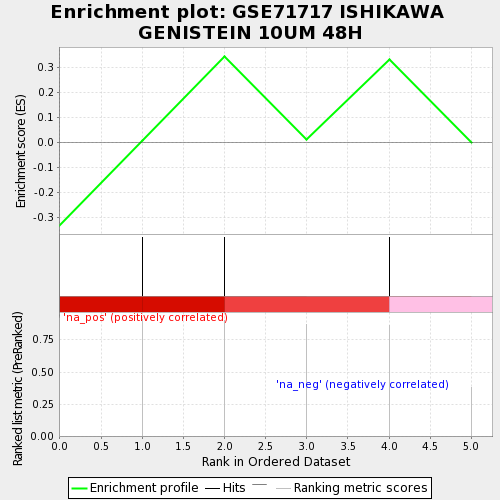 Enrichment plot: GSE71717 ISHIKAWA
GENISTEIN 10UM 48H
Enrichment score (ES)
0.3
0.2
0.1
0.0
-0.1
-0.2
-0.3
'na_pos' (positively correlated)
Ranked list metric (PreRanked)
0.75
0.50
0.25
0.00
'na_neg' (negatively correlated)
0.0 0.5 1.0 1.5 2.0 2.5 3.0 3.5 4.0 4.5 5.0
Rank in Ordered Dataset
Enrichment profile Hits Ranking metric scores